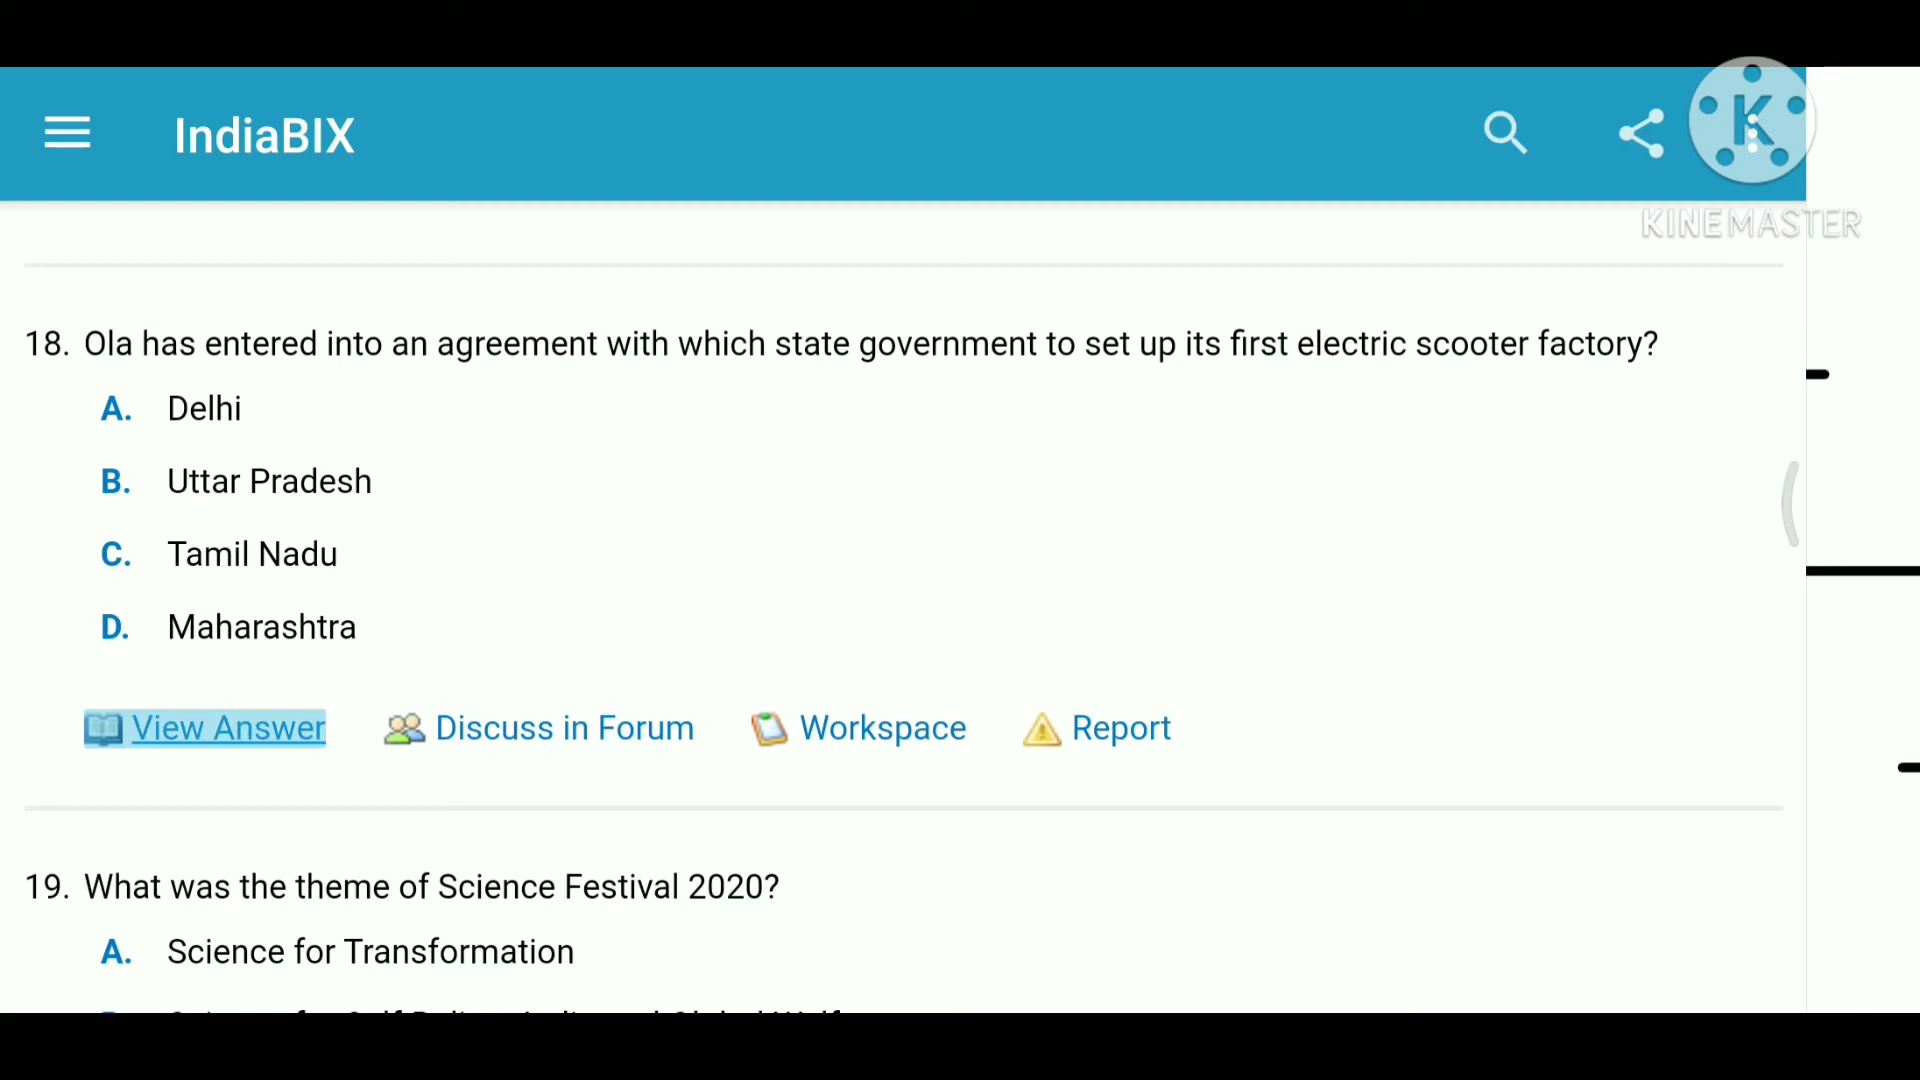 IndiaBIX
K
KINEMASTER
18. Ola has entered into an agreement with which state government to set up its first electric scooter factory?
A. Delhi
B. Uttar Pradesh
C. Tamil Nadu
D. Maharashtra
View Answer Discuss in Forum Workspace Report
19. What was the theme of Science Festival 2020?
A. Science for Transformation